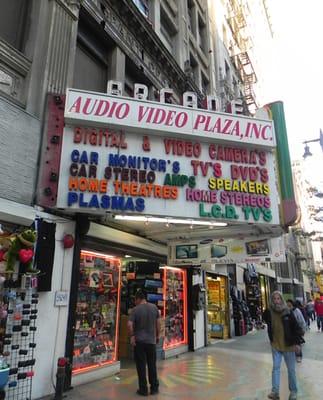 ARCADE
AUDIO VIDEO PLAZA, INC.
DIGITAL & VIDEO CAMERA'S
CAR MONITOR'S TV'S DVD'S
CAR STEREO AMPS SPEAKERS
HOME THEATRES HOME STEREOS
PLASMAS L.C.D. TV'S